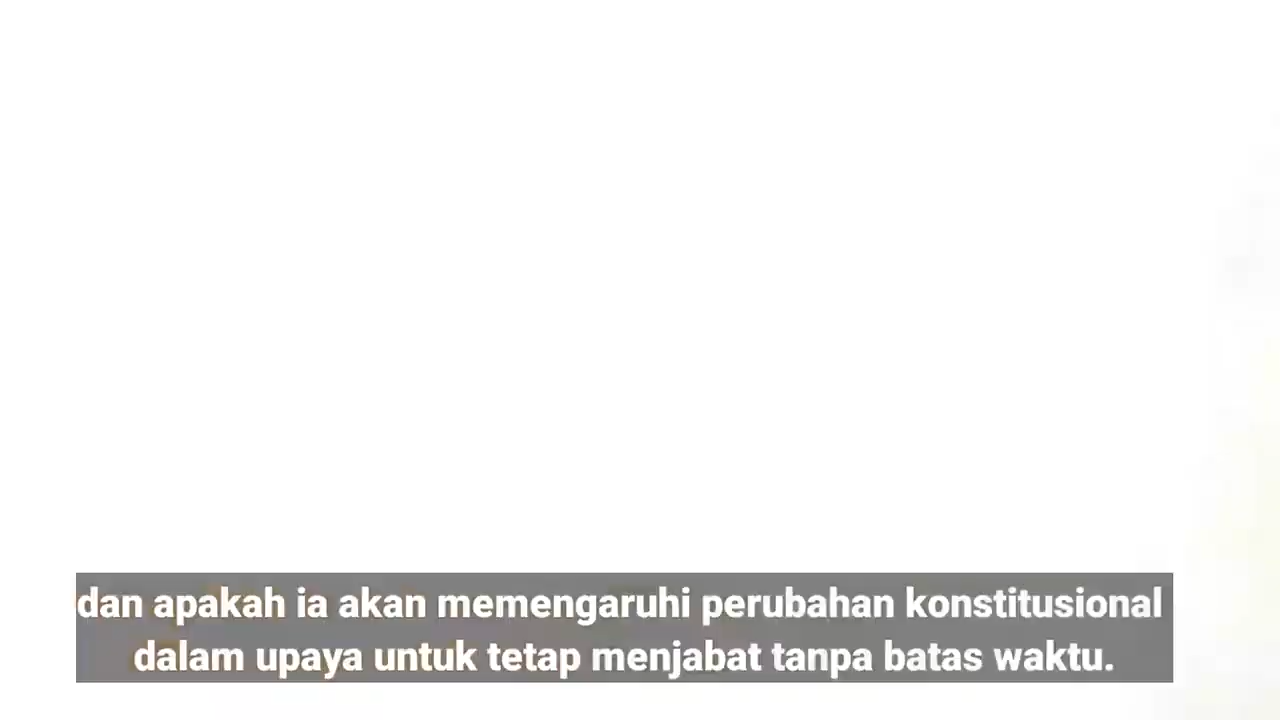 dan apakah ia akan memengaruhi perubahan konstitusional
dalam upaya untuk tetap menjabat tanpa batas waktu.